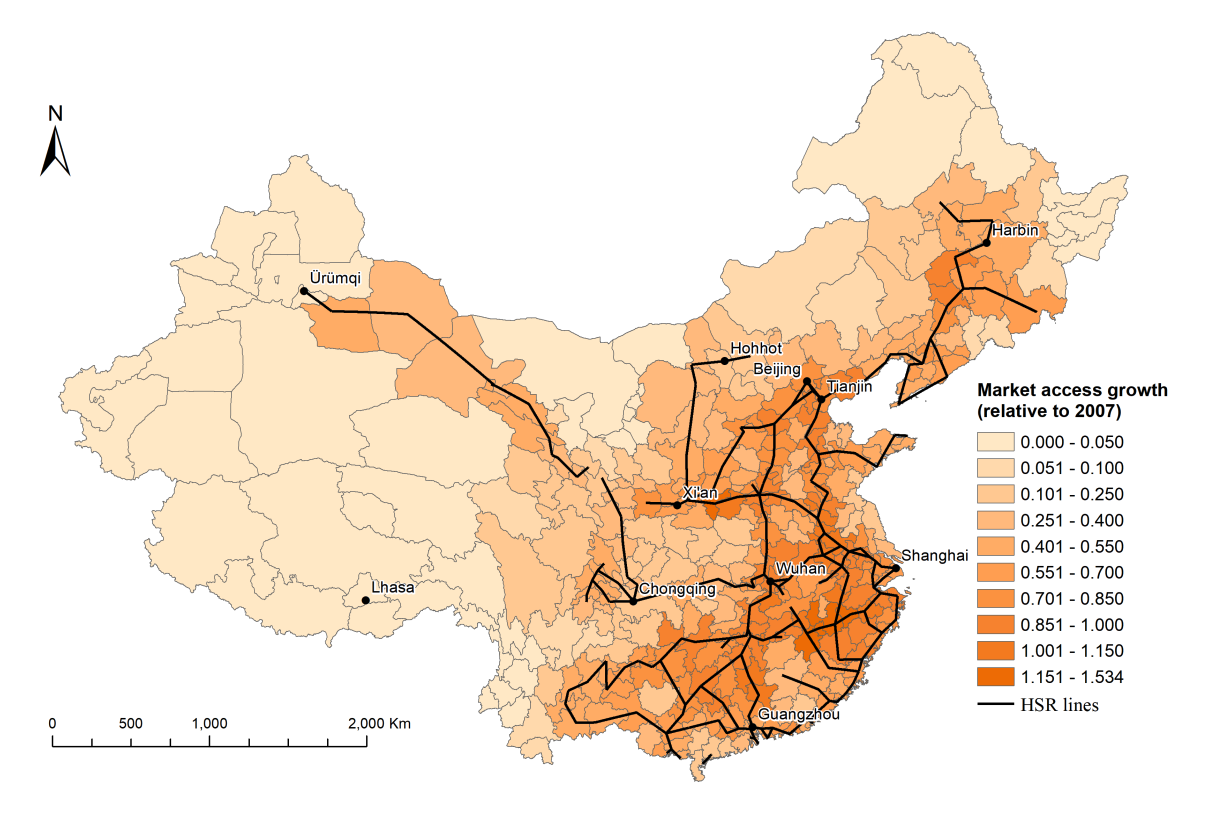 N
Harbin
Ürümqi
Hohhot
Beijing
Tianjin
Market access growth
(relative to 2007)
0.000 - 0.050
0.051 - 0.100
0.101 - 0.250
0.251 - 0.400
0.401 - 0.550
0.551 - 0.700
0.701 - 0.850
0.851 - 1.000
1.001 - 1.150
1.151 - 1.534
HSR lines
Xi'an
Shanghai
Wuhan
Lhasa
Chongqing
Guangzhou
0 500 1,000 2,000 Km